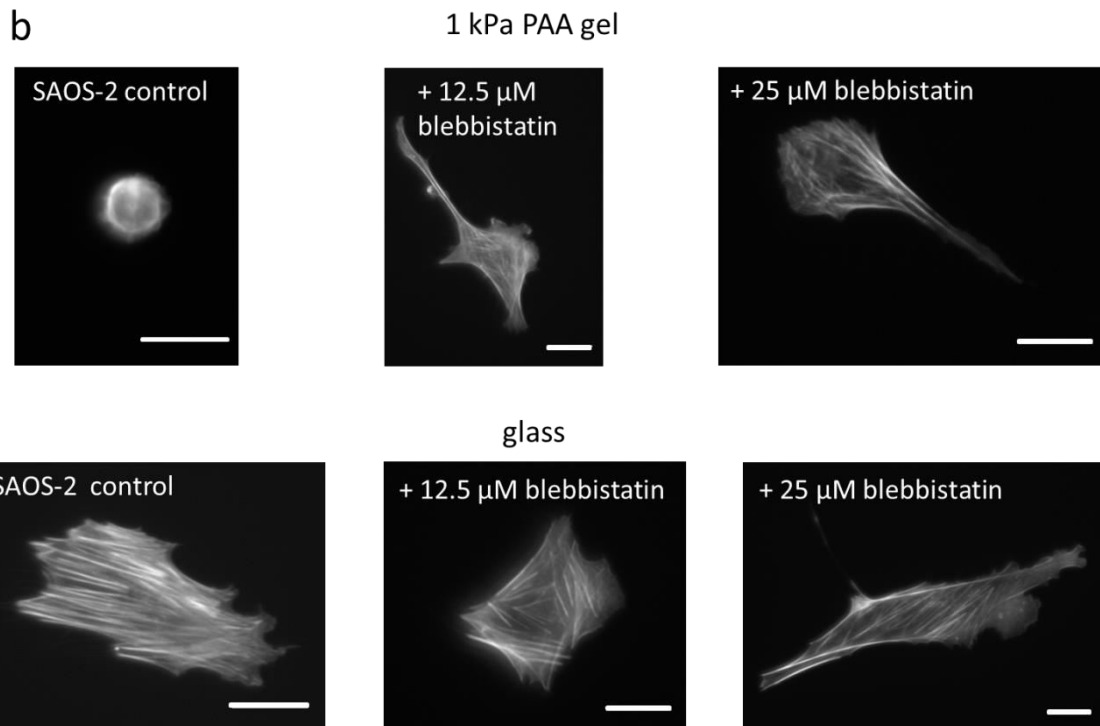 b
1 kPa PAA gel
SAOS-2 control
+ 12.5 µM
blebbistatin
+ 25 µM blebbistatin
glass
SAOS-2 control
+ 12.5 µM blebbistatin
+ 25 µM blebbistatin